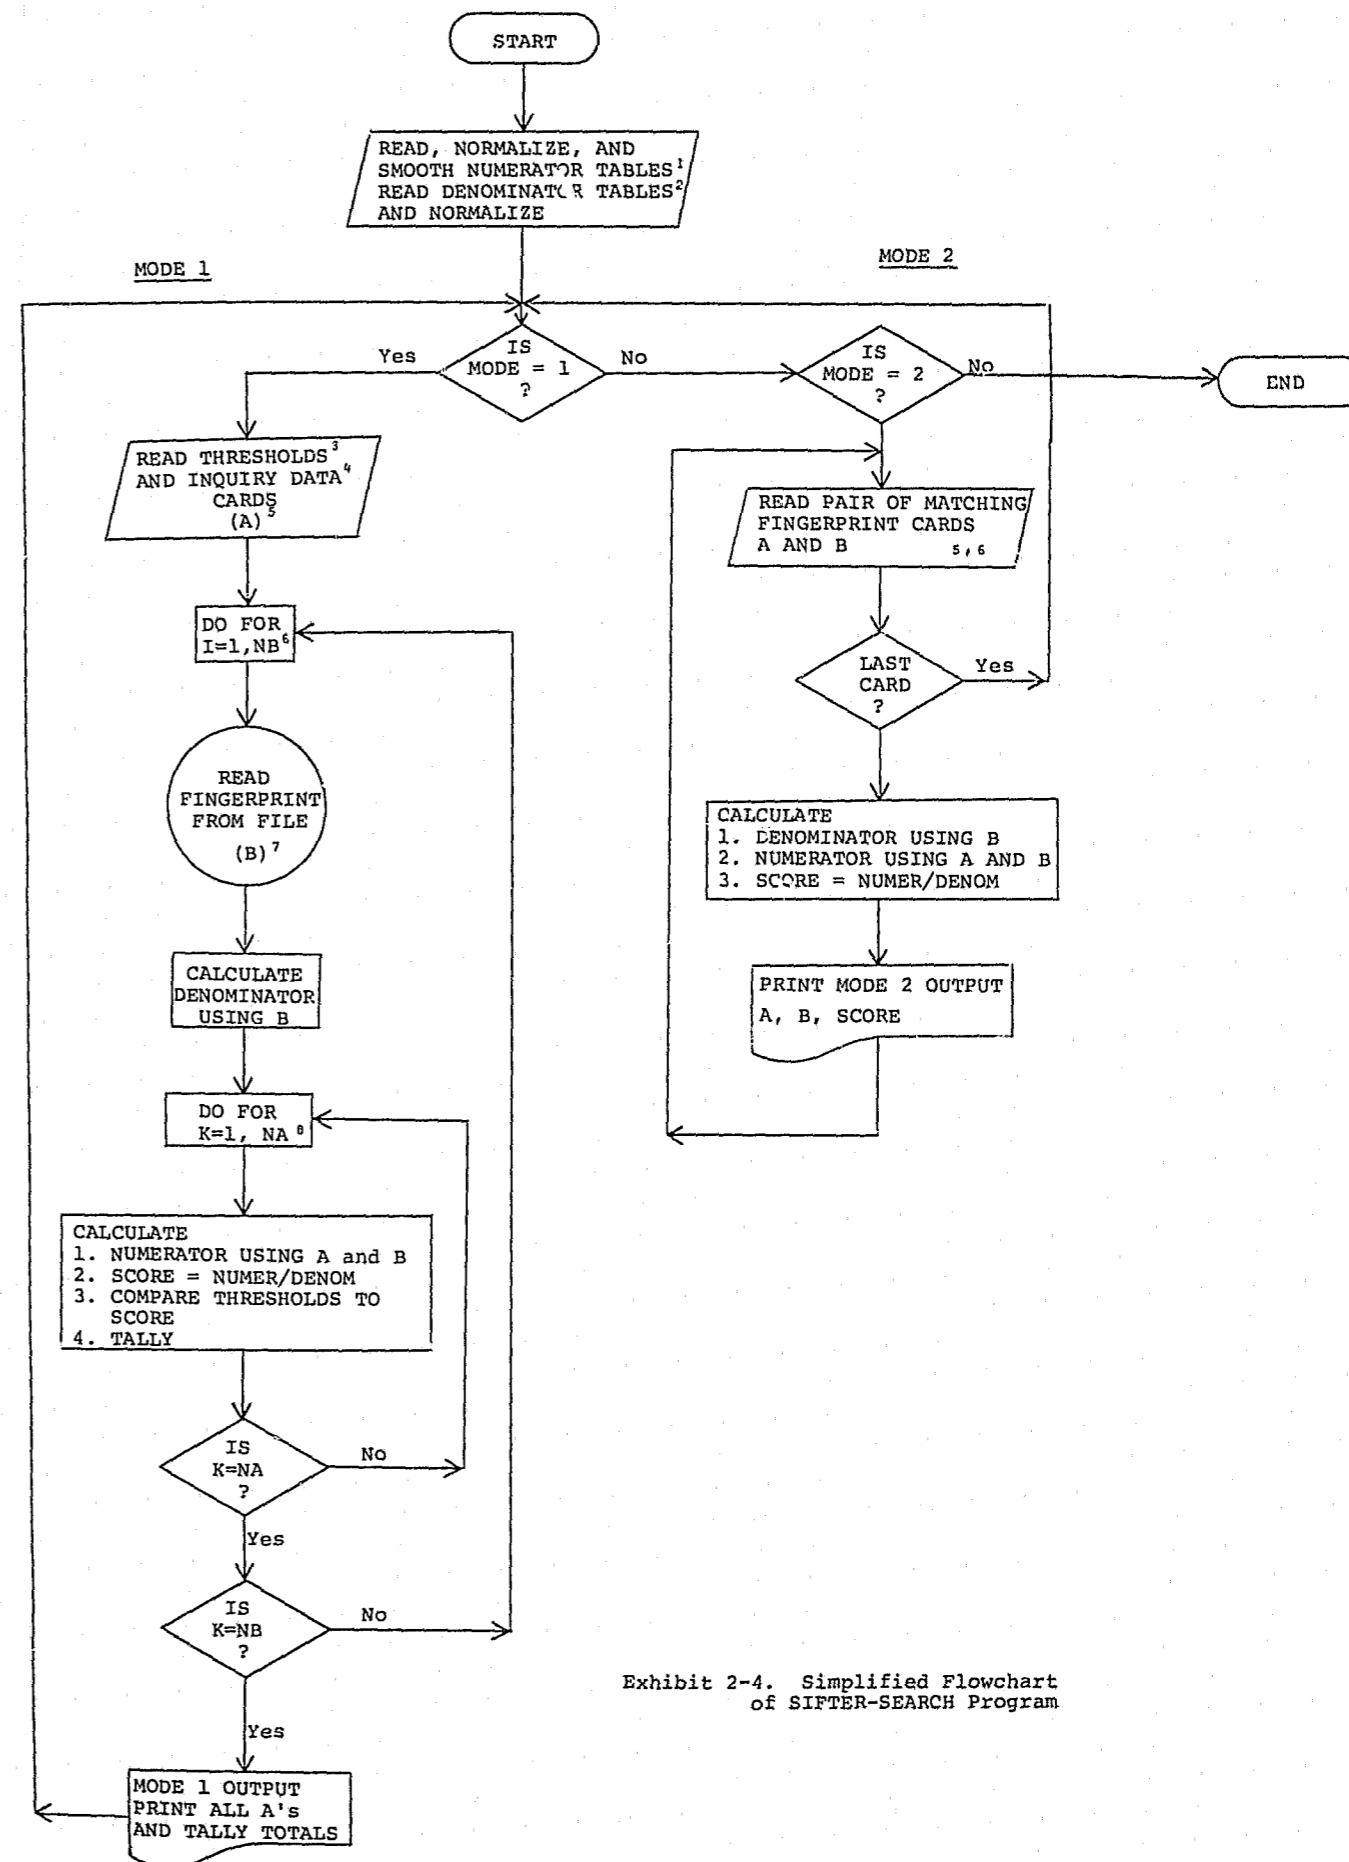 START
READ, NORMALIZE, AND
SMOOTH NUMERATOR TABLES¹
READ DENOMINATOR TABLES²
AND NORMALIZE
MODE 1
MODE 2
IS
MODE = 1
?
Yes
No
IS
MODE = 2
?
No
END
READ THRESHOLDS³
AND INQUIRY DATA⁴
CARDS
(A)⁵
DO FOR
I=1,NB⁶
READ
FINGERPRINT
FROM FILE
(B)⁷
CALCULATE
DENOMINATOR
USING B
DO FOR
K=1, NA⁸
CALCULATE
1. NUMERATOR USING A and B
2. SCORE = NUMER/DENOM
3. COMPARE THRESHOLDS TO
SCORE
4. TALLY
IS
K=NA
?
No
Yes
IS
K=NB
?
No
Yes
MODE 1 OUTPUT
PRINT ALL A's
AND TALLY TOTALS
READ PAIR OF MATCHING
FINGERPRINT CARDS
A AND B 5,6
LAST
CARD
?
Yes
CALCULATE
1. DENOMINATOR USING B
2. NUMERATOR USING A AND B
3. SCORE = NUMER/DENOM
PRINT MODE 2 OUTPUT
A, B, SCORE
Exhibit 2-4. Simplified Flowchart
of SIFTER-SEARCH Program